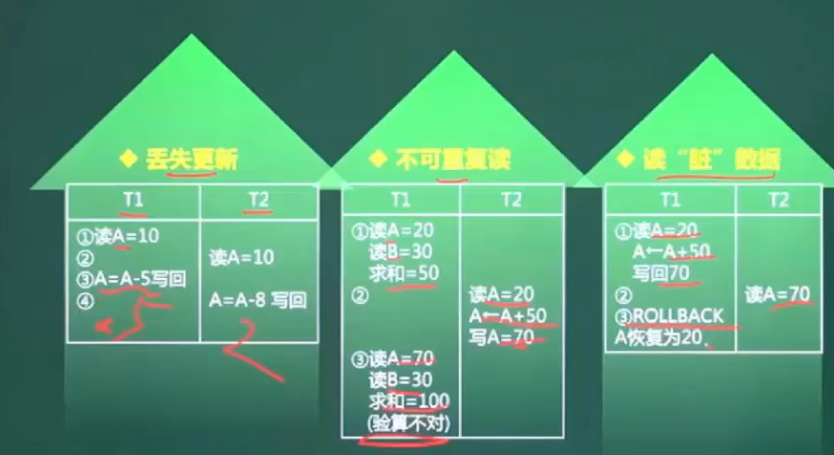 ◆ 丢失更新
T1 T2
①读A=10
② 读A=10
③A=A-5写回
④ A=A-8 写回
◆ 不可重复读
T1 T2
①读A=20
读B=30
求和=50
② 读A=20
A←A+50
写A=70
③读A=70
读B=30
求和=100
(验算不对)
◆ 读“脏”数据
T1 T2
①读A=20
A←A+50
写回70
② 读A=70
③ROLLBACK
A恢复为20.